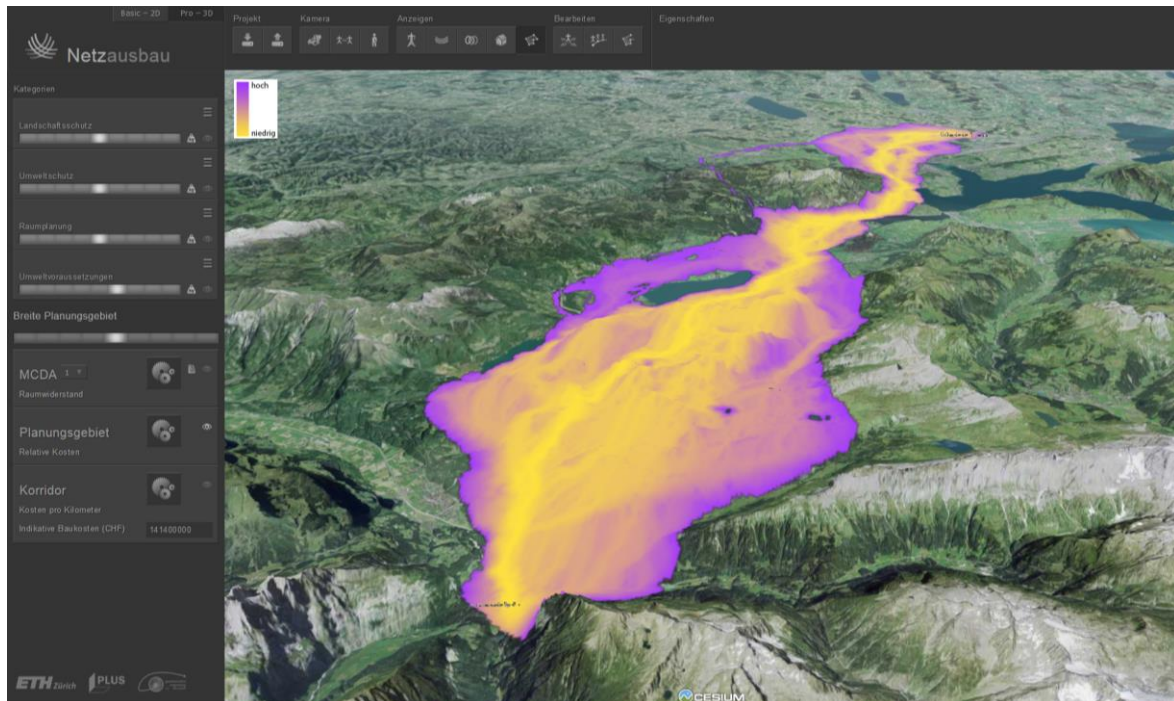 Basic – 2D
Pro – 3D
Projekt
Kamera
Anzeigen
Bearbeiten
Eigenschaften
Netzausbau
Kategorien
Landschaftsschutz
Umweltschutz
Raumplanung
Umweltvoraussetzungen
Breite Planungsgebiet
MCDA 1
Raumwiderstand
Planungsgebiet
Relative Kosten
Korridor
Kosten pro Kilometer
Indikative Baukosten (CHF) 141400000
ETH Zürich
PLUS
hoch
niedrig
CESIUM